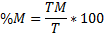 %M = TM/T * 100